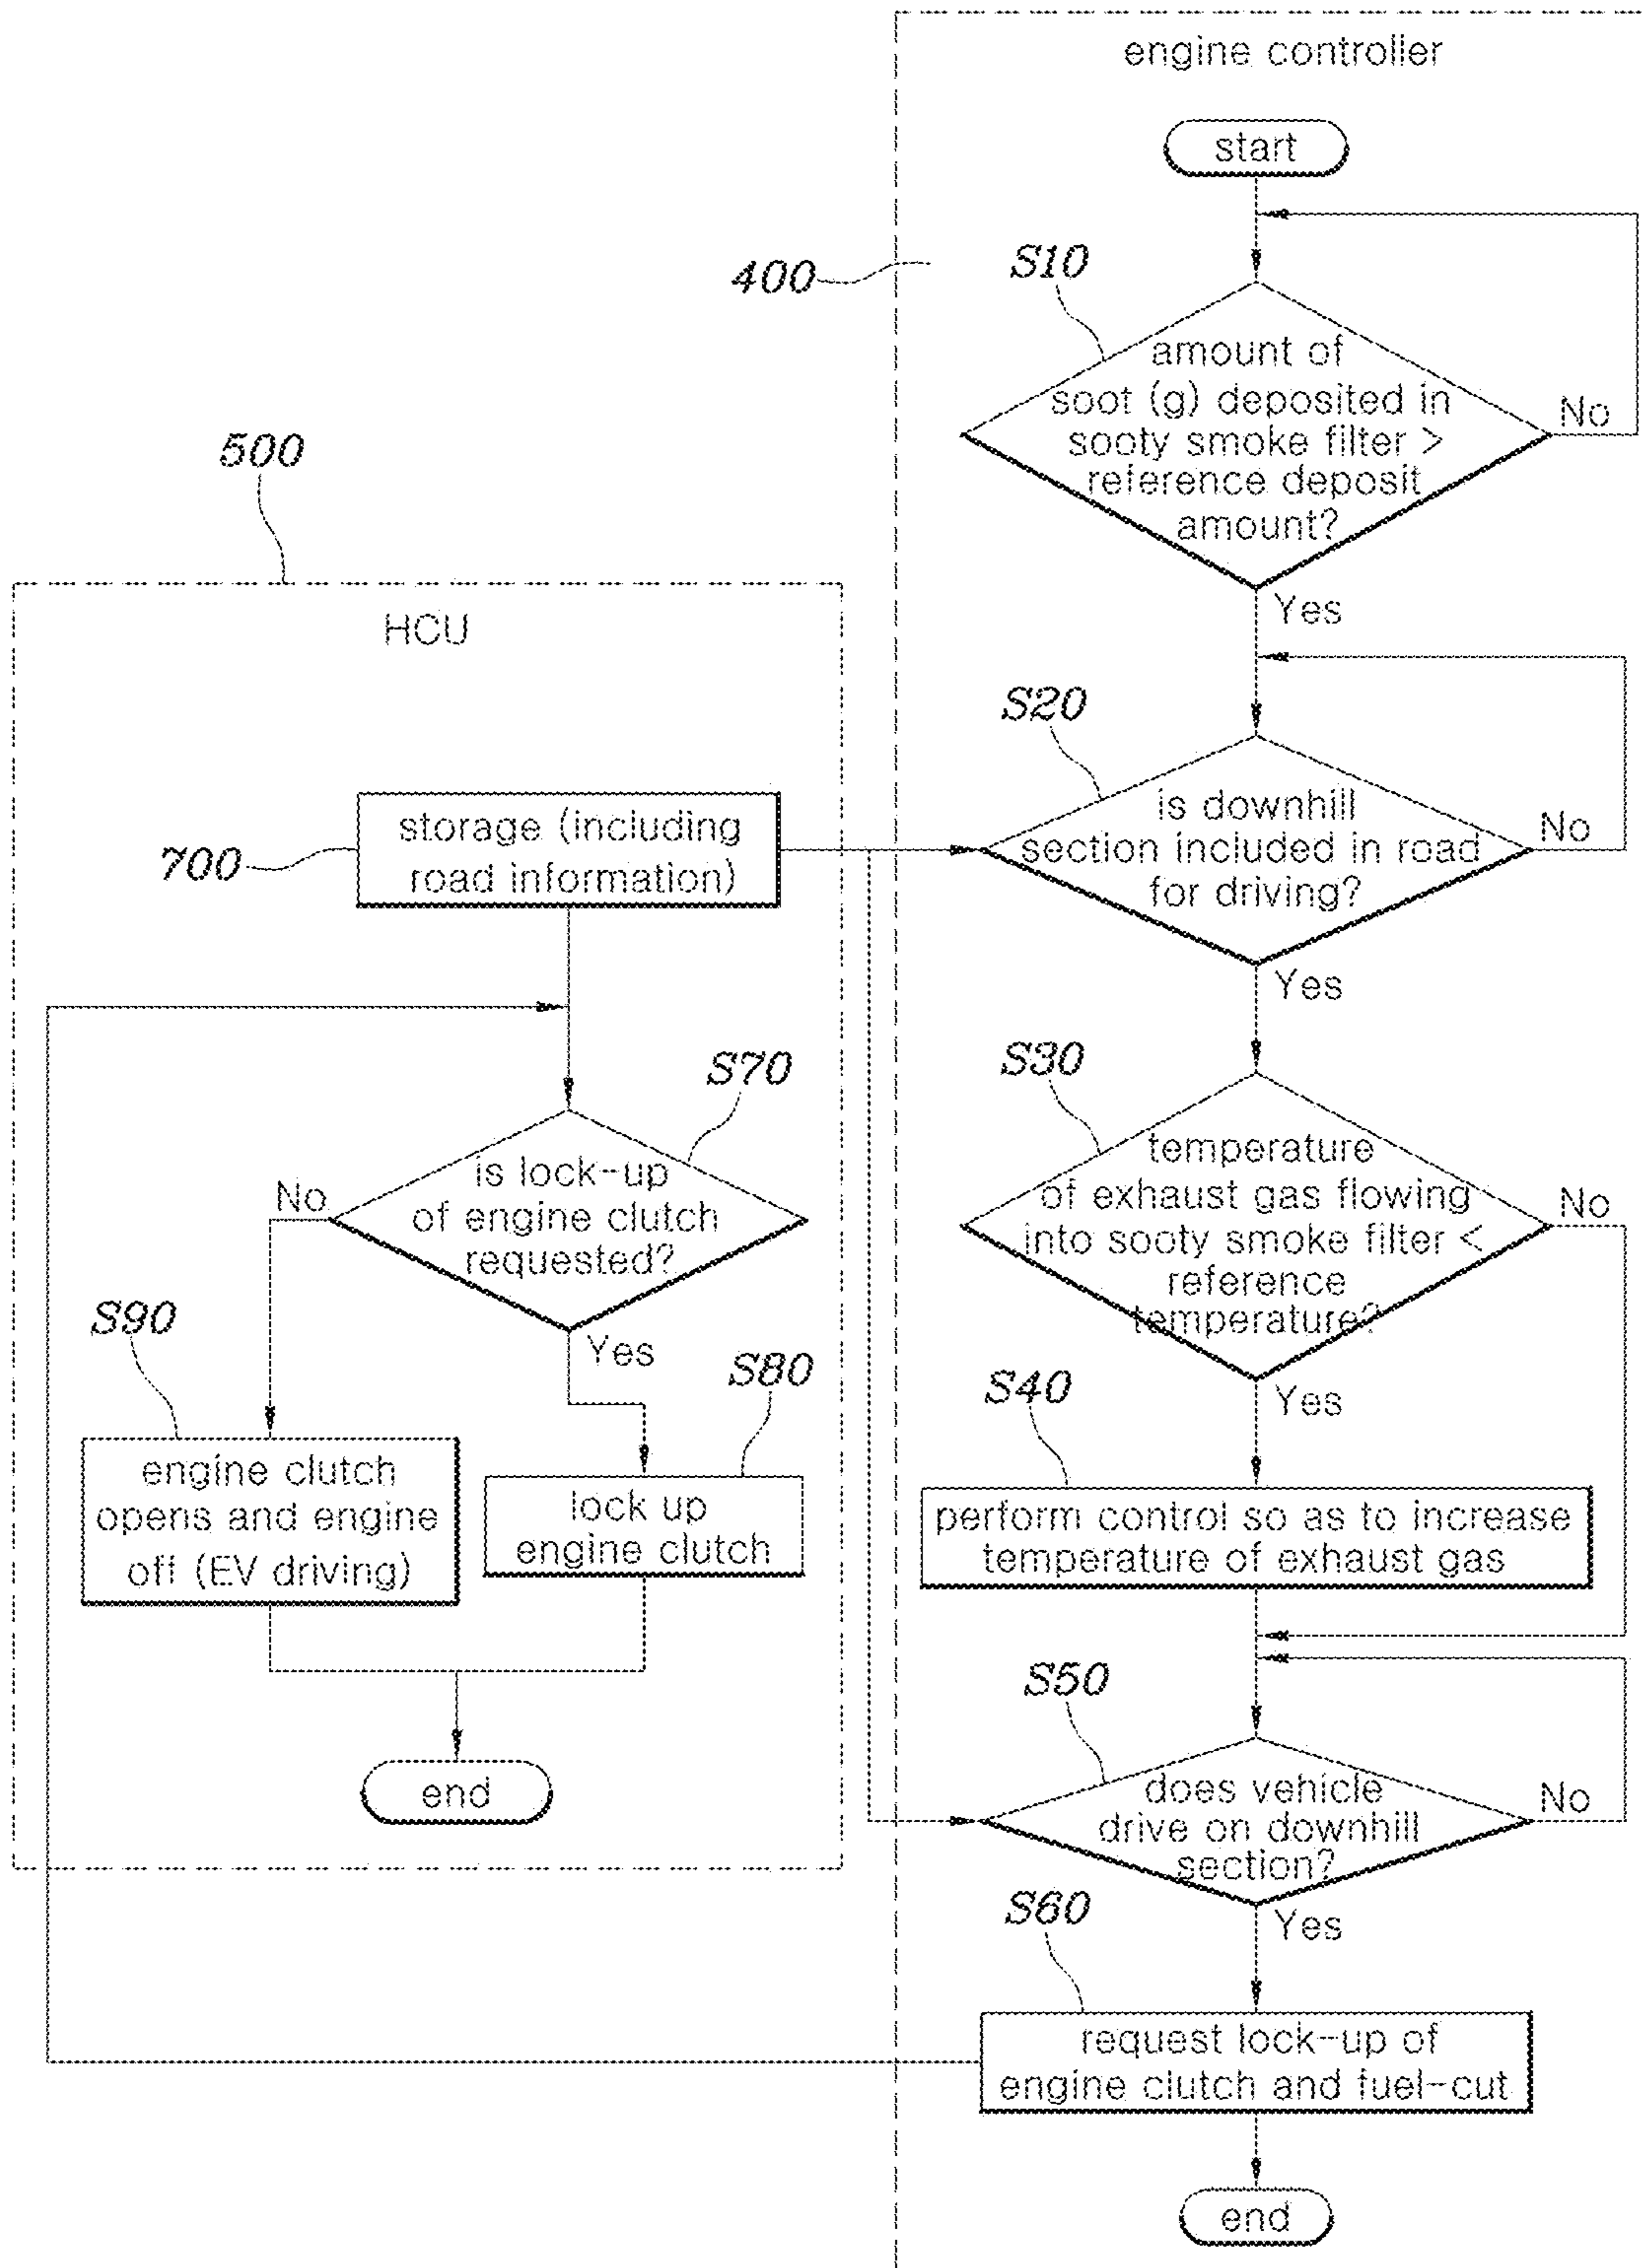 engine controller
start
400
S10
amount of
soot (g) deposited in
sooty smoke filter >
reference deposit
amount?
No
Yes
500
HCU
S20
is downhill
section included in road
for driving?
No
Yes
700
storage (including
road information)
S30
temperature
of exhaust gas flowing
into sooty smoke filter <
reference
temperature?
No
Yes
S70
is lock-up
of engine clutch
requested?
No
Yes
S90
engine clutch
opens and engine
off (EV driving)
S80
lock up
engine clutch
end
S40
perform control so as to increase
temperature of exhaust gas
S50
does vehicle
drive on downhill
section?
No
Yes
S60
request lock-up of
engine clutch and fuel-cut
end